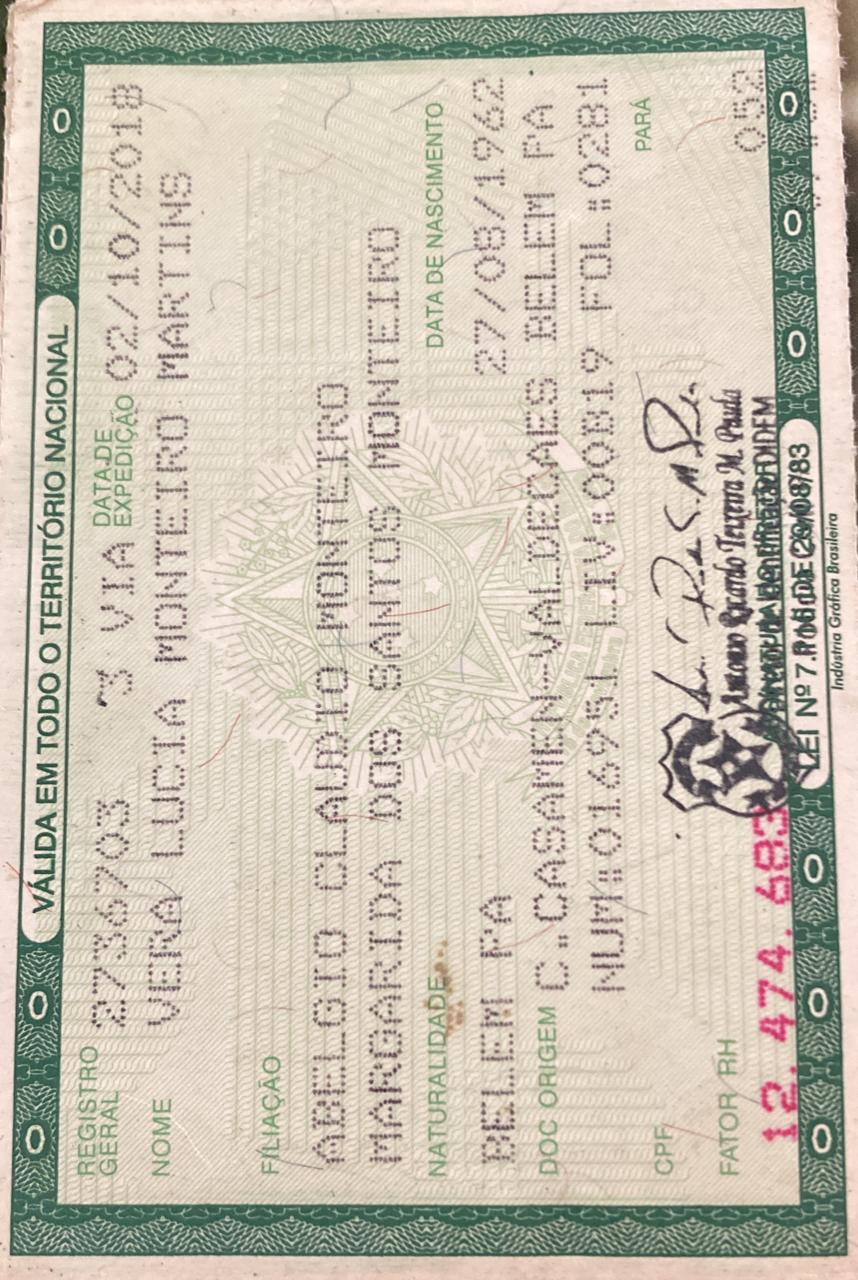 VÁLIDA EM TODO O TERRITÓRIO NACIONAL
REGISTRO GERAL 2736703 3 VIA DATA DE EXPEDIÇÃO 02/10/2018
NOME VERA LUCIA MONTEIRO MARTINS
FILIAÇÃO
ABELGIO CLAUDIO MONTEIRO
MARGARIDA DOS SANTOS MONTEIRO
NATURALIDADE DATA DE NASCIMENTO
BELEM PA 27/08/1962
DOC ORIGEM C.CASAMEN-VALDECAES BELEM PA
NUM:016951 LIV:00B19 FOL:0281
CPF PARÁ
FATOR RH
12.474.683 052
LEI Nº 7.116 DE 29/08/83
Indústria Gráfica Brasileira